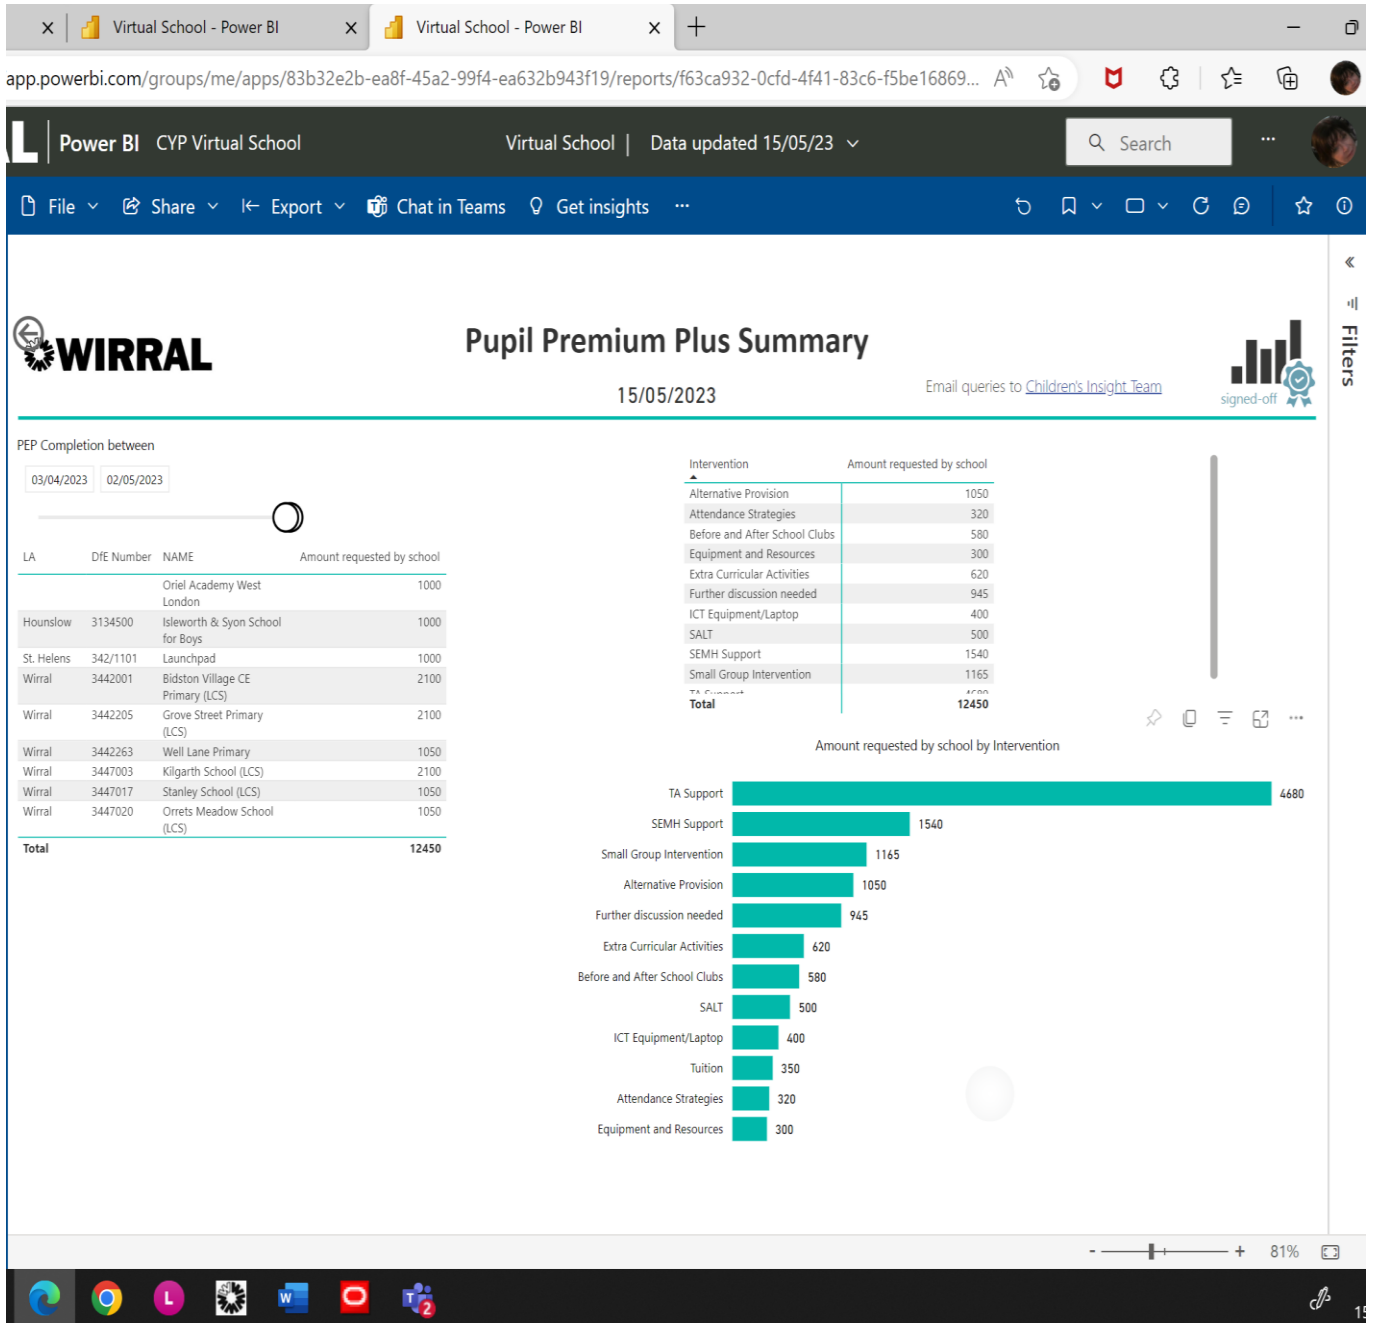 Virtual School - Power BI
Virtual School - Power BI
app.powerbi.com/groups/me/apps/83b32e2b-ea8f-45a2-99f4-ea632b943f19/reports/f63ca932-0cfd-4f41-83c6-f5be16869...
Power BI CYP Virtual School
Virtual School | Data updated 15/05/23
Search
File Share Export Chat in Teams Get insights
Filters
WIRRAL
Pupil Premium Plus Summary
15/05/2023
Email queries to Children's Insight Team
signed-off
PEP Completion between
03/04/2023 02/05/2023
LA DfE Number NAME Amount requested by school
Oriel Academy West 1000
London
Hounslow 3134500 Isleworth & Syon School 1000
for Boys
St. Helens 342/1101 Launchpad 1000
Wirral 3442001 Bidston Village CE 2100
Primary (LCS)
Wirral 3442205 Grove Street Primary 2100
(LCS)
Wirral 3442263 Well Lane Primary 1050
Wirral 3447003 Kilgarth School (LCS) 2100
Wirral 3447017 Stanley School (LCS) 1050
Wirral 3447020 Orrets Meadow School 1050
(LCS)
Total 12450
Intervention Amount requested by school
Alternative Provision 1050
Attendance Strategies 320
Before and After School Clubs 580
Equipment and Resources 300
Extra Curricular Activities 620
Further discussion needed 945
ICT Equipment/Laptop 400
SALT 500
SEMH Support 1540
Small Group Intervention 1165
TA Support 4680
Total 12450
Amount requested by school by Intervention
TA Support 4680
SEMH Support 1540
Small Group Intervention 1165
Alternative Provision 1050
Further discussion needed 945
Extra Curricular Activities 620
Before and After School Clubs 580
SALT 500
ICT Equipment/Laptop 400
Tuition 350
Attendance Strategies 320
Equipment and Resources 300
- + 81%
L
W
2